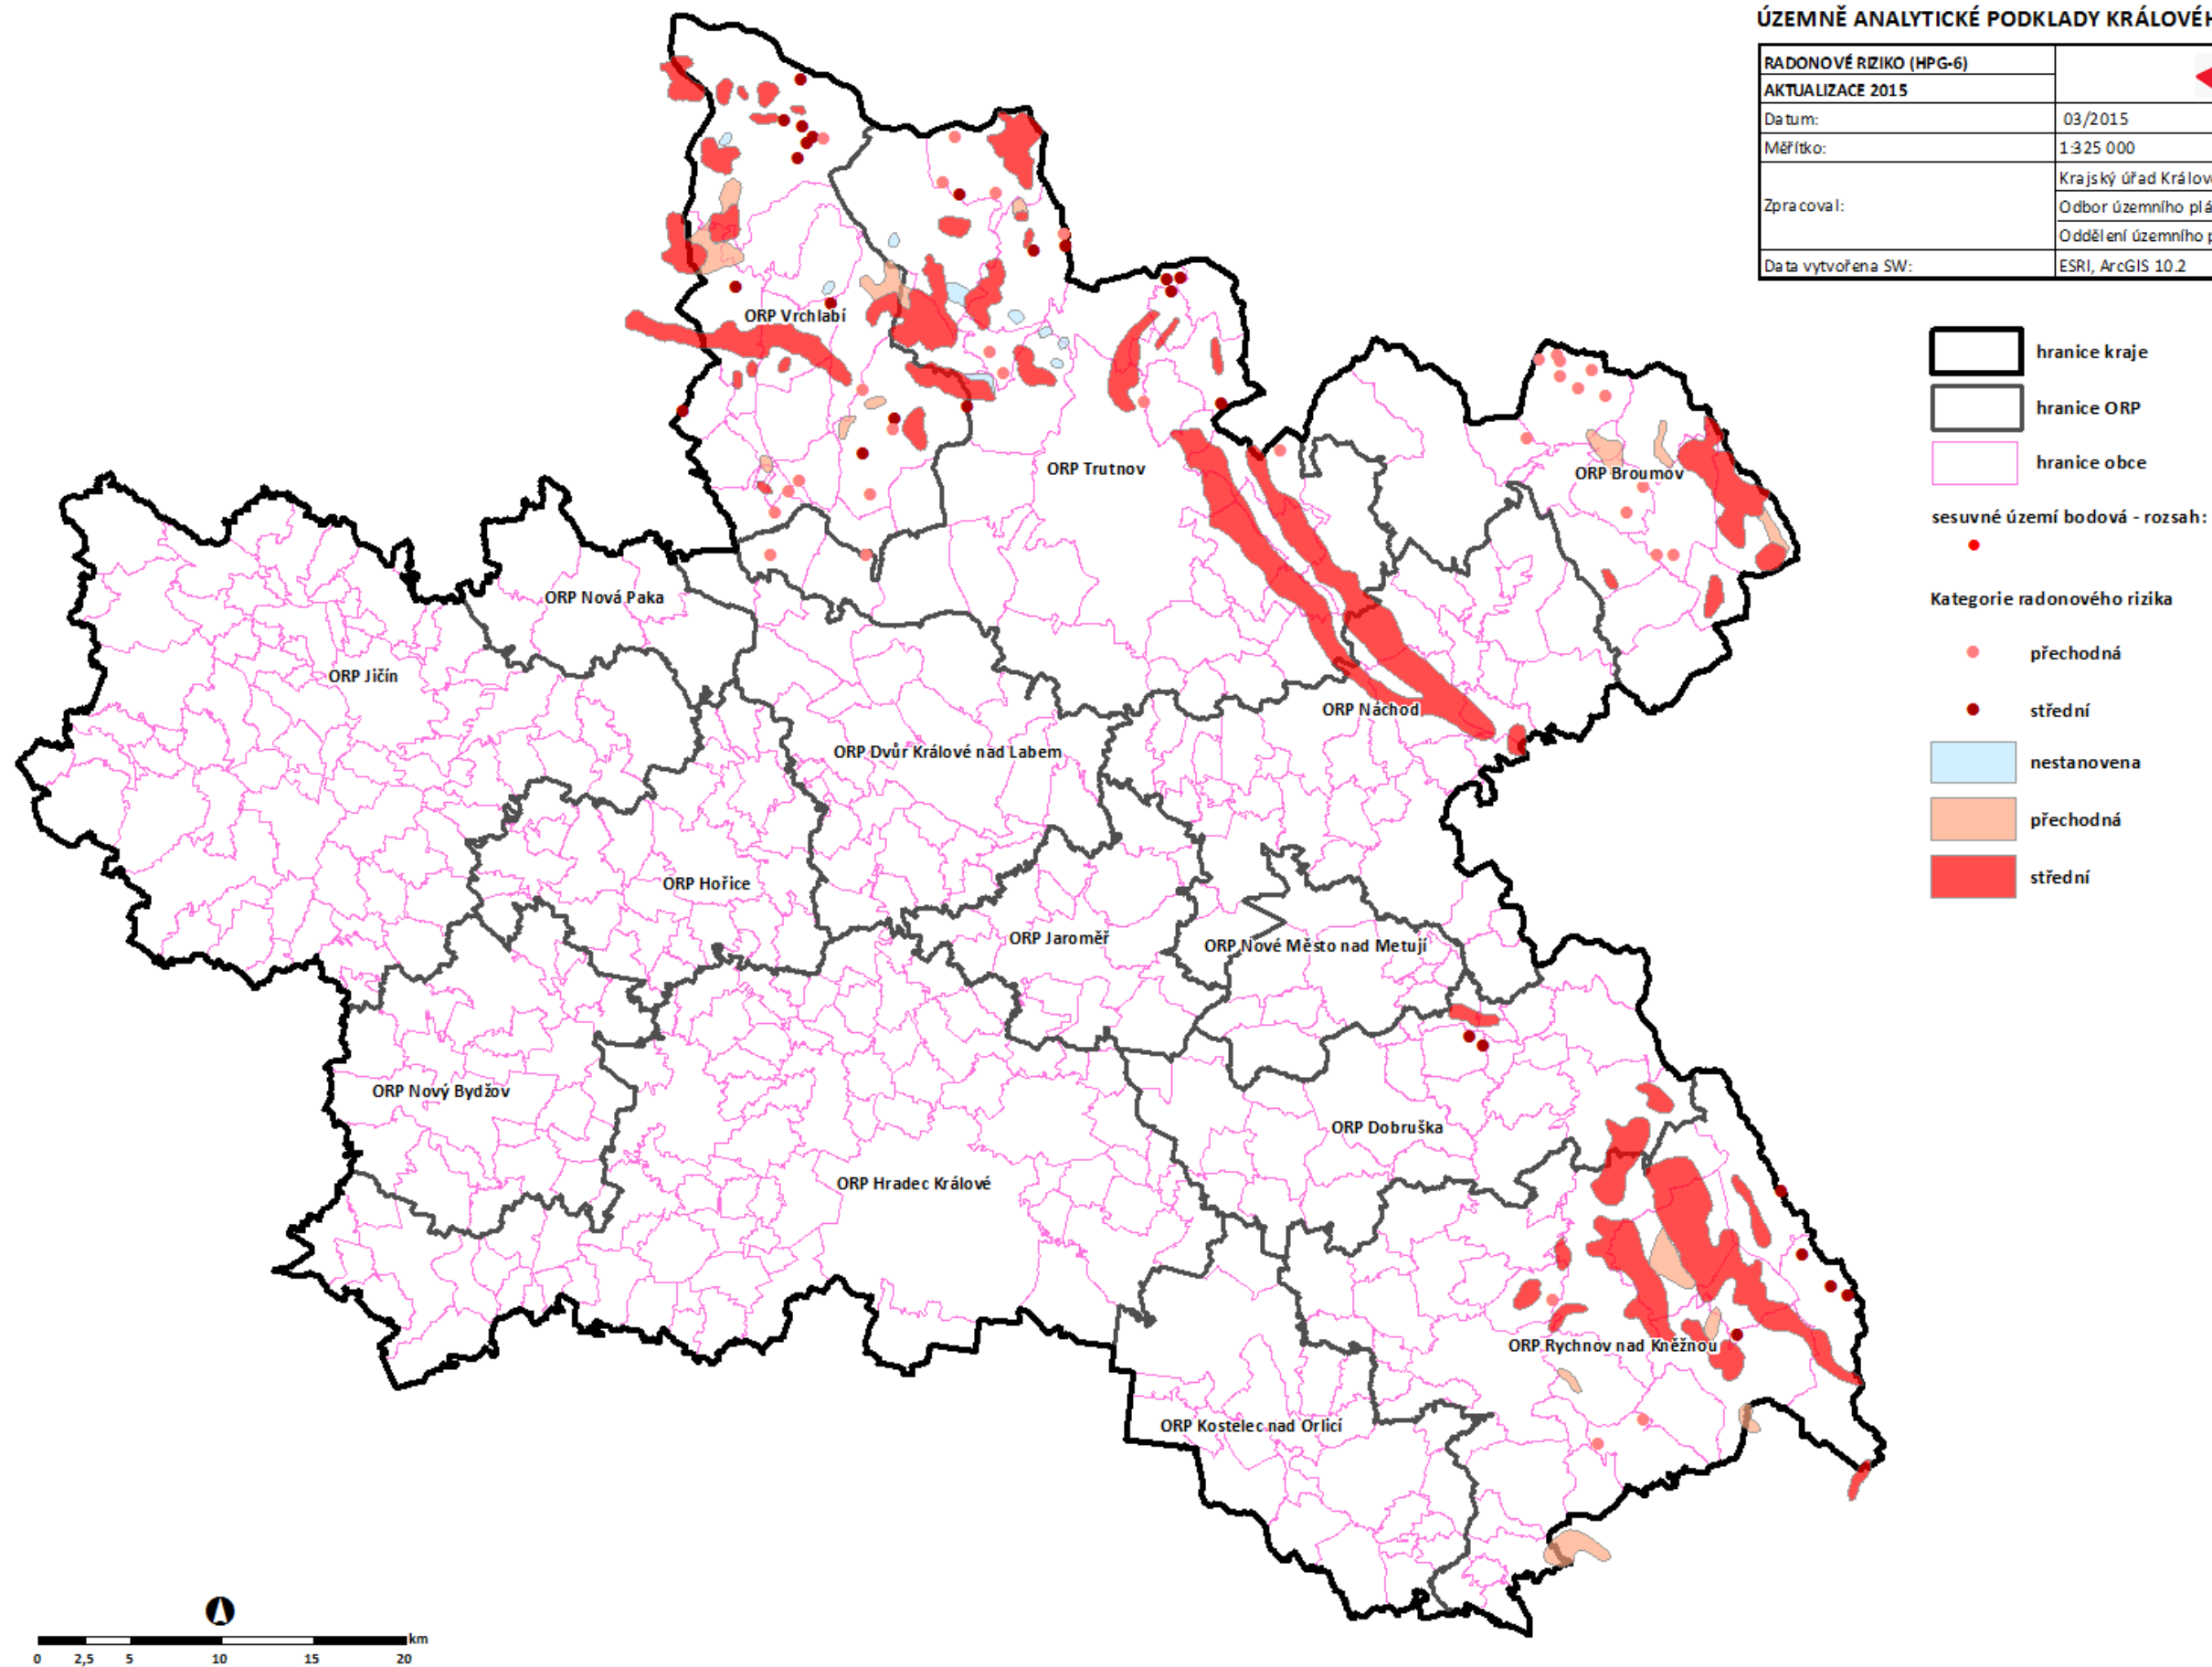 ÚZEMNĚ ANALYTICKÉ PODKLADY KRÁLOVÉH
RADONOVÉ RIZIKO (HPG-6)
AKTUALIZACE 2015
Datum: 03/2015
Měřítko: 1:325 000
Zpracoval: Krajský úřad Králov
Odbor územního plá
Oddělení územního p
Data vytvořena SW: ESRI, ArcGIS 10.2
hranice kraje
hranice ORP
hranice obce
sesuvné území bodová - rozsah:
Kategorie radonového rizika
přechodná
střední
nestanovena
přechodná
střední
ORP Vrchlabí
ORP Trutnov
ORP Broumov
ORP Nová Paka
ORP Jičín
ORP Náchod
ORP Dvůr Králové nad Labem
ORP Hořice
ORP Jaroměř
ORP Nové Město nad Metují
ORP Nový Bydžov
ORP Dobruška
ORP Hradec Králové
ORP Rychnov nad Kněžnou
ORP Kostelec nad Orlicí
km
0 2,5 5 10 15 20